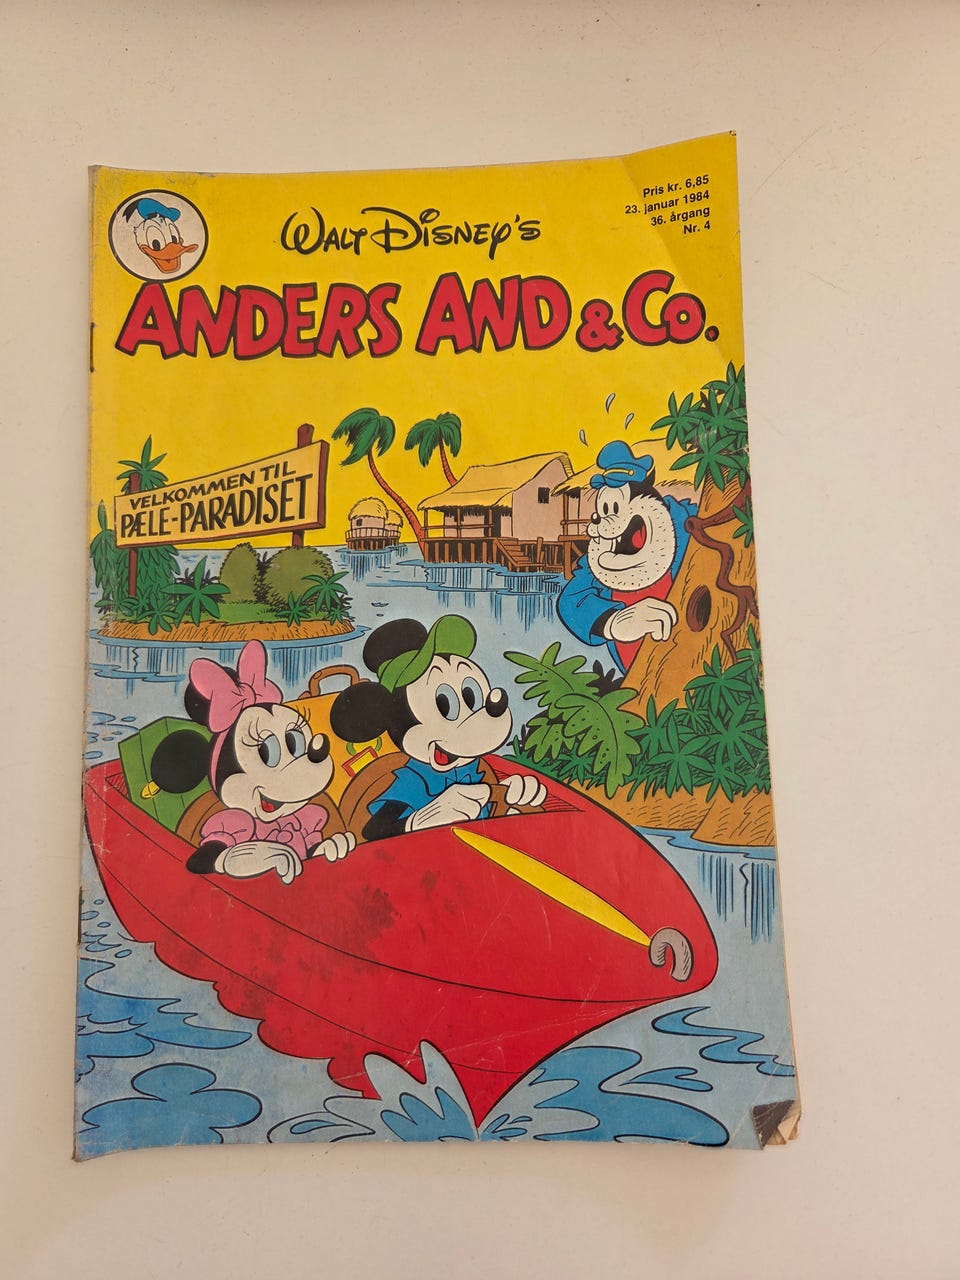 Pris kr. 6,85
23. januar 1984
36. årgang
Nr. 4
WALT DISNEY'S
ANDERS AND & Co.
VELKOMMEN TIL
PÆLE-PARADISET